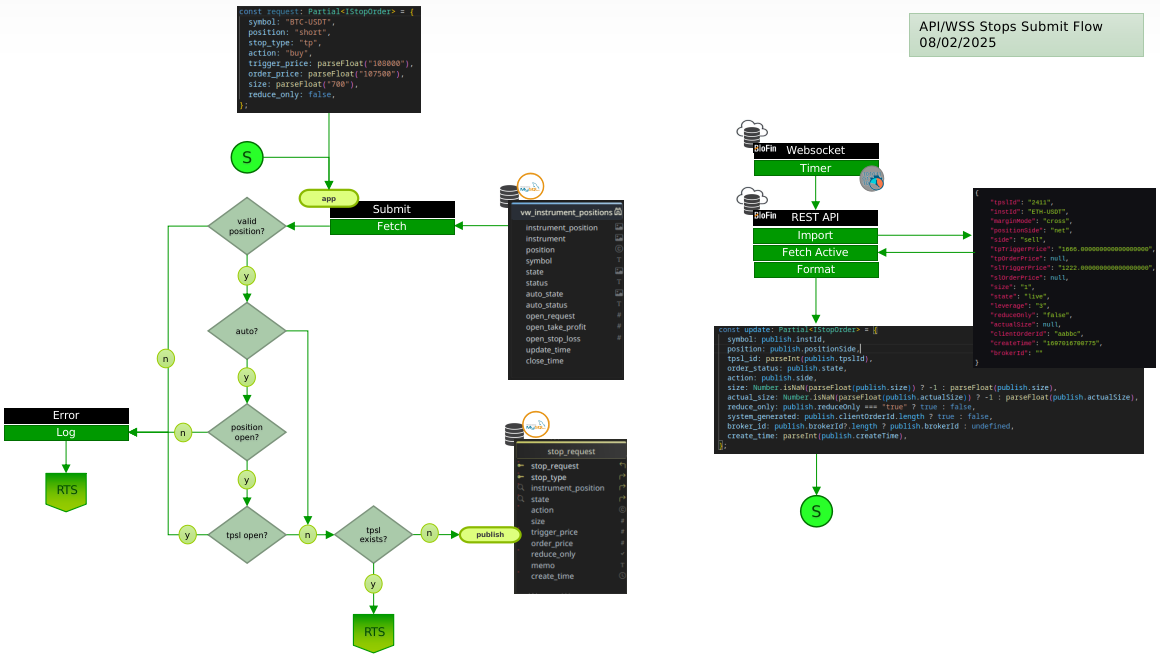 const request: Partial<IStopOrder> = {
symbol: "BTC-USDT",
position: "short",
stop_type: "tp",
action: "buy",
trigger_price: parseFloat("108000"),
order_price: parseFloat("107500"),
size: parseFloat("700"),
reduce_only: false,
};
API/WSS Stops Submit Flow
08/02/2025
S
app
Submit
Fetch
valid
position?
y
auto?
y
n
position
open?
n
y
tpsl open?
y
n
tpsl
exists?
n
y
RTS
publish
Error
Log
RTS
vw_instrument_positions
instrument_position
instrument
position
symbol
state
status
auto_state
auto_status
open_request
open_take_profit
open_stop_loss
update_time
close_time
stop_request
stop_request
stop_type
instrument_position
state
action
size
trigger_price
order_price
reduce_only
memo
create_time
BloFin
Websocket
Timer
BloFin
REST API
Import
Fetch Active
Format
{
"tpslId": "2411",
"instId": "ETH-USDT",
"marginMode": "cross",
"positionSide": "net",
"side": "sell",
"tpTriggerPrice": "1666.000000000000000000",
"tpOrderPrice": null,
"slTriggerPrice": "1222.000000000000000000",
"slOrderPrice": null,
"size": "1",
"state": "live",
"leverage": "3",
"reduceOnly": "false",
"actualSize": null,
"clientOrderId": "aabbc",
"createTime": "1697016700775",
"brokerId": ""
}
const update: Partial<IStopOrder> = {
symbol: publish.instId,
position: publish.positionSide,
tpsl_id: parseInt(publish.tpslId),
order_status: publish.state,
action: publish.side,
size: Number.isNaN(parseFloat(publish.size)) ? -1 : parseFloat(publish.size),
actual_size: Number.isNaN(parseFloat(publish.actualSize)) ? -1 : parseFloat(publish.actualSize),
reduce_only: publish.reduceOnly === "true" ? true : false,
system_generated: publish.clientOrderId.length ? true : false,
broker_id: publish.brokerId?.length ? publish.brokerId : undefined,
create_time: parseInt(publish.createTime),
};
S